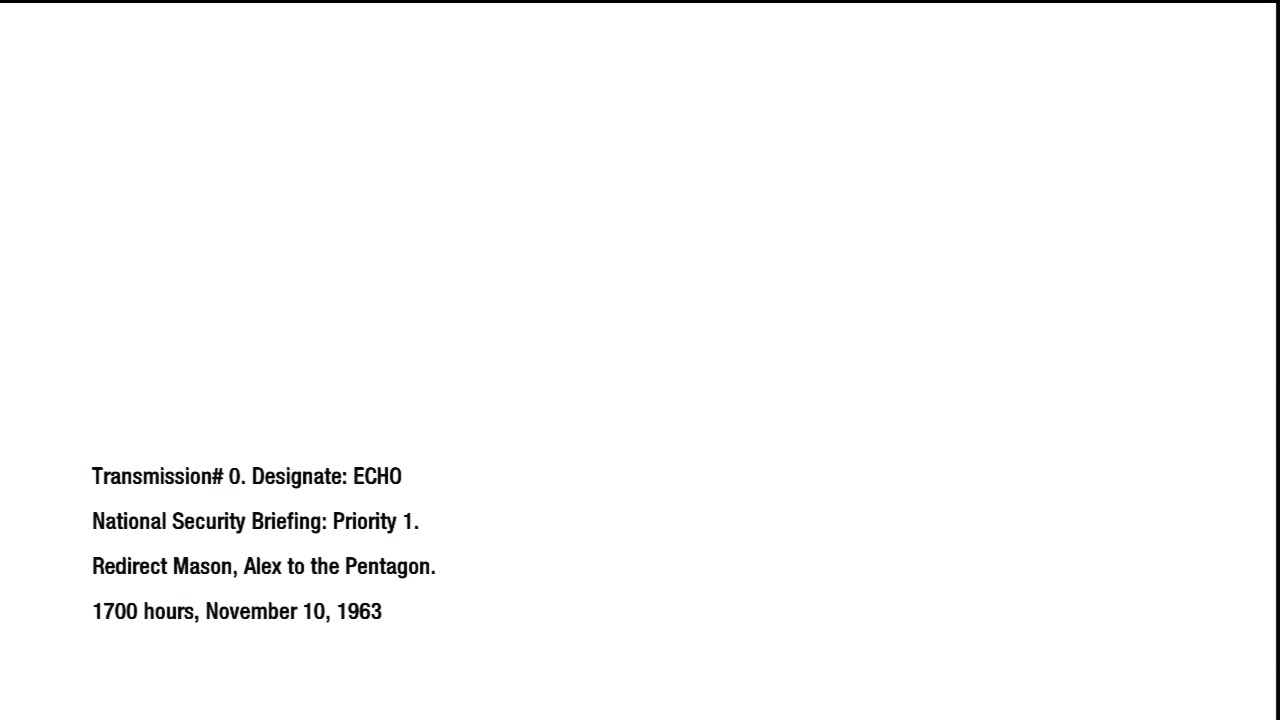 Transmission# 0. Designate: ECHO
National Security Briefing: Priority 1.
Redirect Mason, Alex to the Pentagon.
1700 hours, November 10, 1963